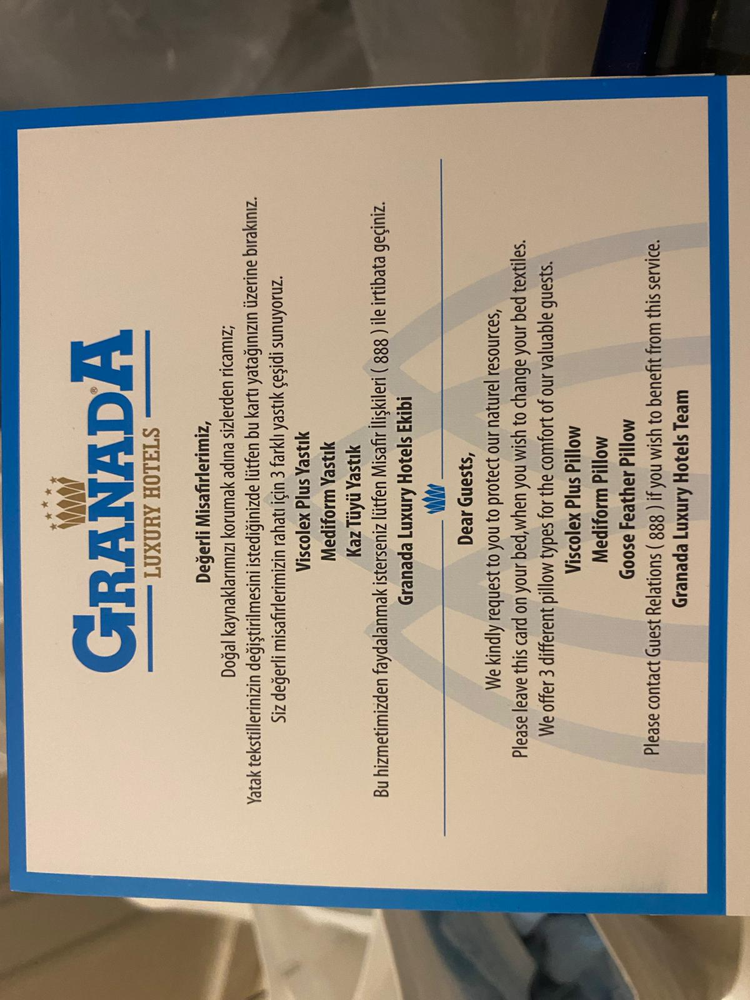 GRANADA®
LUXURY HOTELS
Değerli Misafirlerimiz,
Doğal kaynaklarımızı korumak adına sizlerden ricamız;
Yatak tekstillerinizin değiştirilmesini istediğinizde lütfen bu kartı yatağınızın üzerine bırakınız.
Siz değerli misafirlerimizin rahatı için 3 farklı yastık çeşidi sunuyoruz.
Viscolex Plus Yastık
Mediform Yastık
Kaz Tüyü Yastık
Bu hizmetimizden faydalanmak isterseniz lütfen Misafir İlişkileri ( 888 ) ile irtibata geçiniz.
Granada Luxury Hotels Ekibi
Dear Guests,
We kindly request to you to protect our naturel resources,
Please leave this card on your bed,when you wish to change your bed textiles.
We offer 3 different pillow types for the comfort of our valuable guests.
Viscolex Plus Pillow
Mediform Pillow
Goose Feather Pillow
Please contact Guest Relations ( 888 ) if you wish to benefit from this service.
Granada Luxury Hotels Team